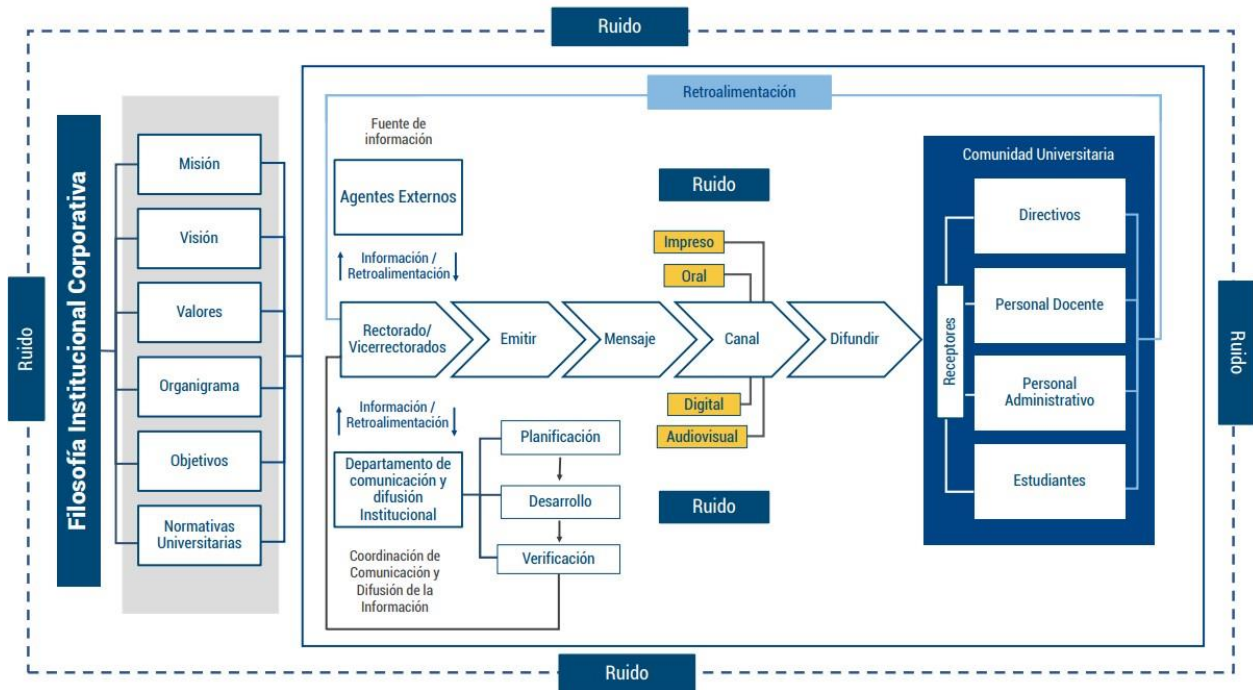 Ruido
Ruido
Filosofía Institucional Corporativa
Misión
Visión
Valores
Organigrama
Objetivos
Normativas
Universitarias
Retroalimentación
Fuente de
información
Agentes Externos
Información /
Retroalimentación
Rectorado/
Vicerrectorados
Emitir
Mensaje
Canal
Difundir
Ruido
Impreso
Oral
Digital
Audiovisual
Ruido
Información /
Retroalimentación
Departamento de
comunicación y
difusión
Institucional
Planificación
Desarrollo
Verificación
Coordinación de
Comunicación y
Difusión de la
Información
Comunidad Universitaria
Receptores
Directivos
Personal Docente
Personal
Administrativo
Estudiantes
Ruido
Ruido